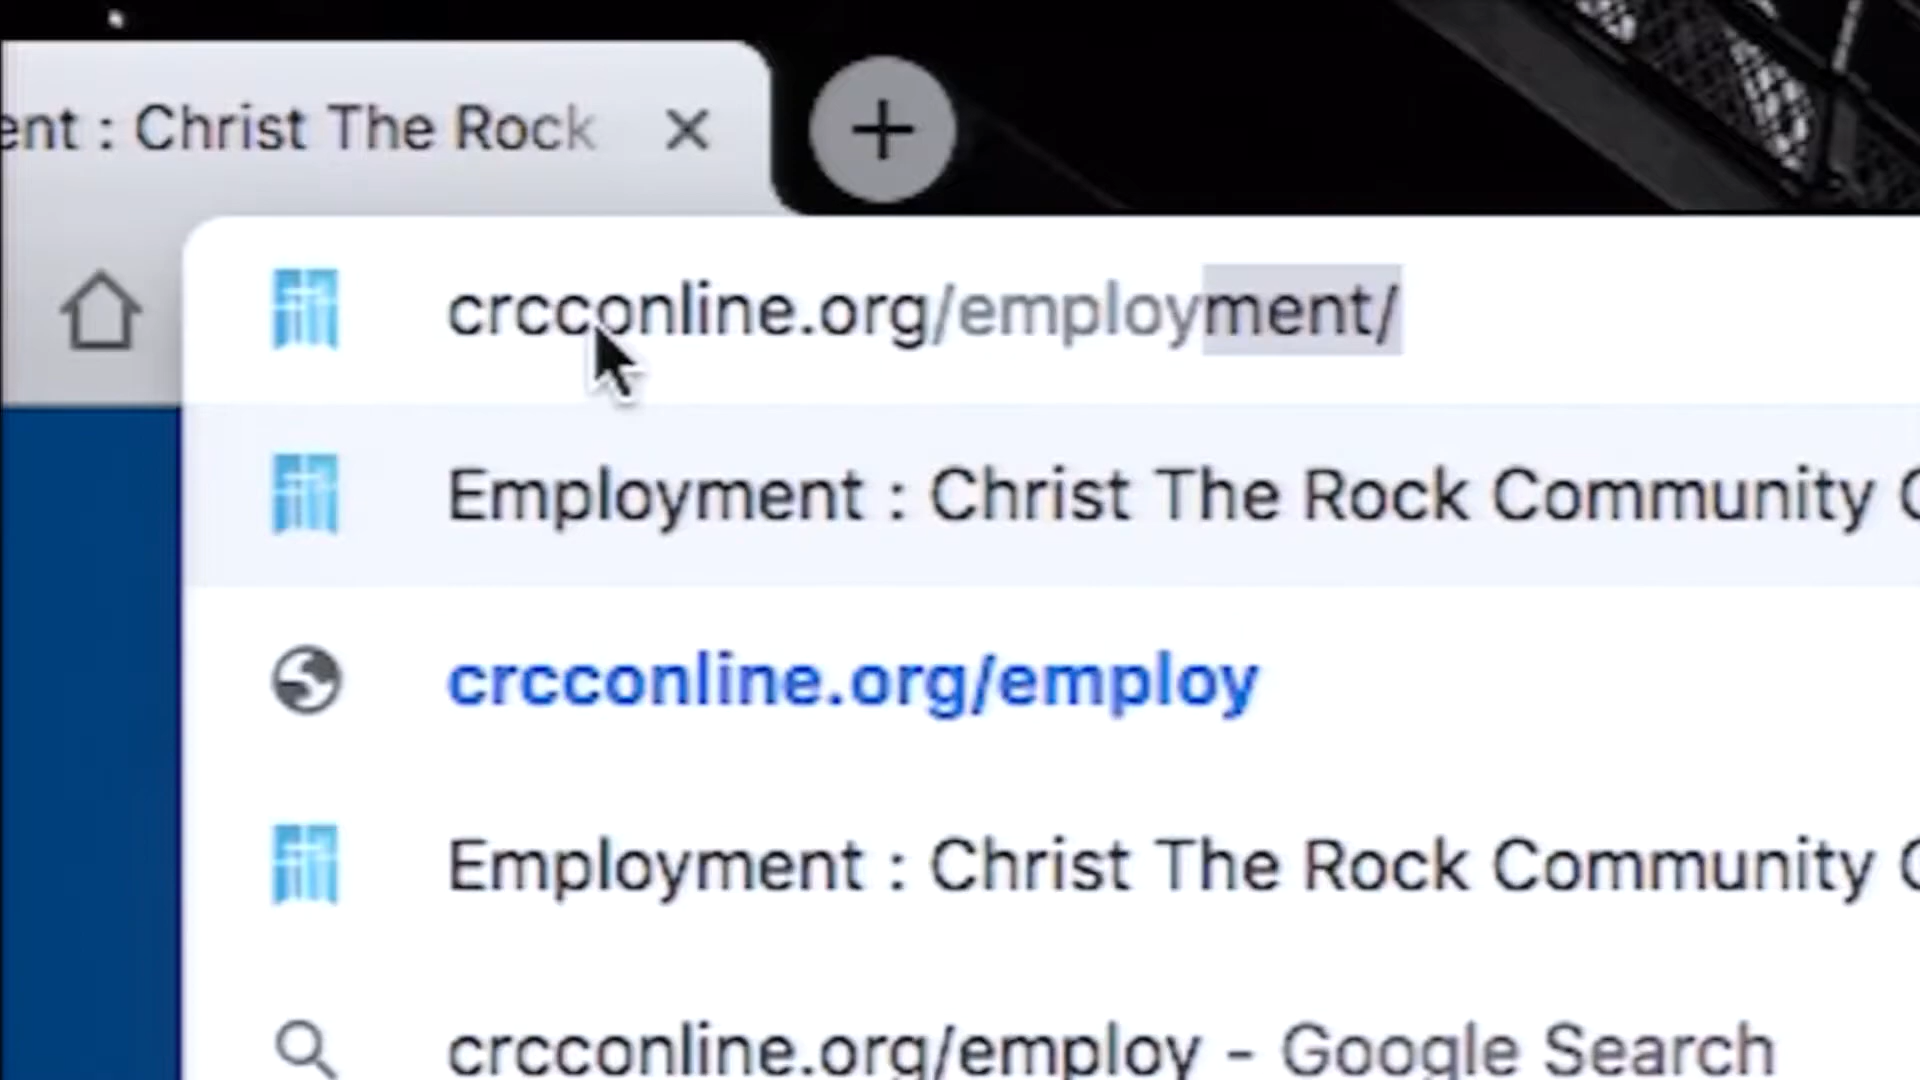 ent : Christ The Rock
crcconline.org/employment/
Employment : Christ The Rock Community
crcconline.org/employ
Employment : Christ The Rock Community
crcconline.org/employ - Google Search